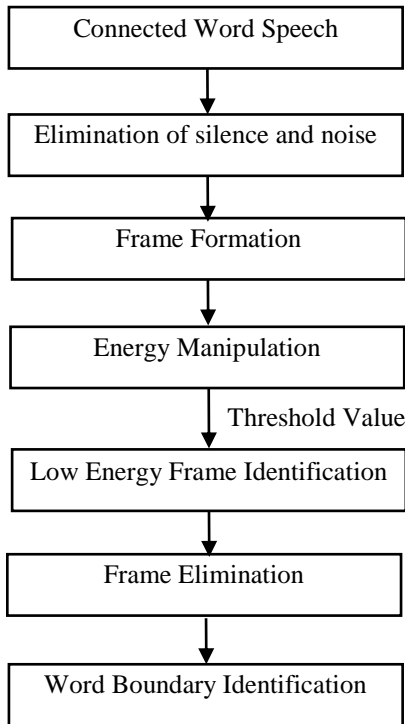 Connected Word Speech
Elimination of silence and noise
Frame Formation
Energy Manipulation
Threshold Value
Low Energy Frame Identification
Frame Elimination
Word Boundary Identification